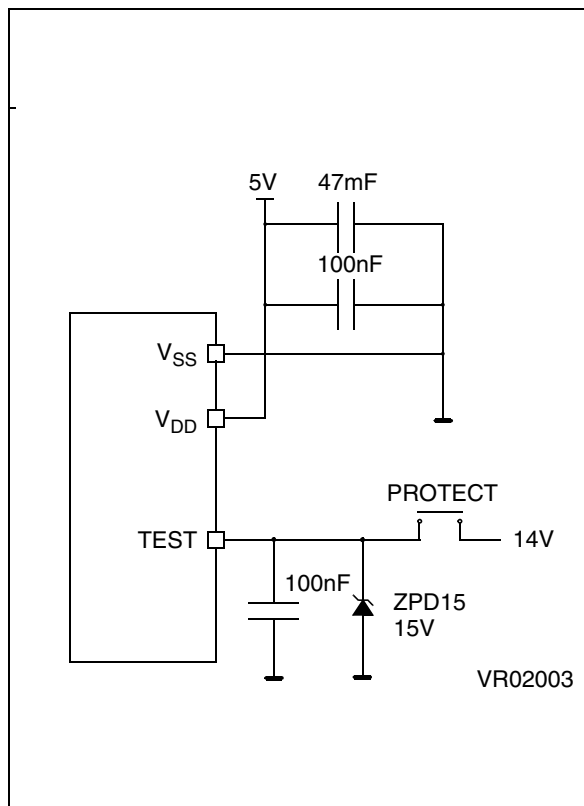 5V 47mF
100nF
VSS
VDD
PROTECT
TEST 14V
100nF ZPD15
15V
VR02003